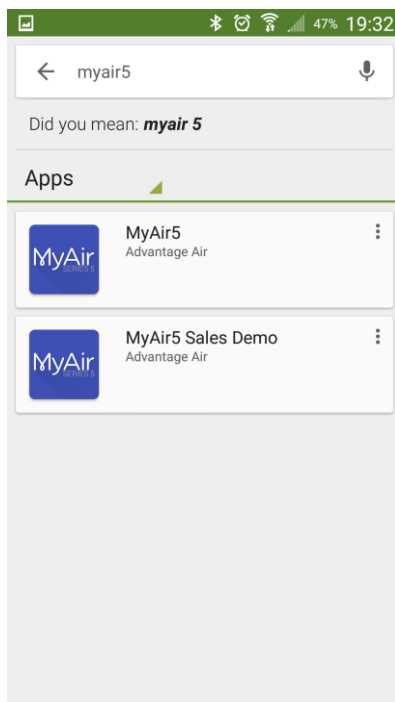 47% 19:32
myair5
Did you mean: myair 5
Apps
MyAir
SERIES 5
MyAir5
Advantage Air
MyAir
SERIES 5
MyAir5 Sales Demo
Advantage Air